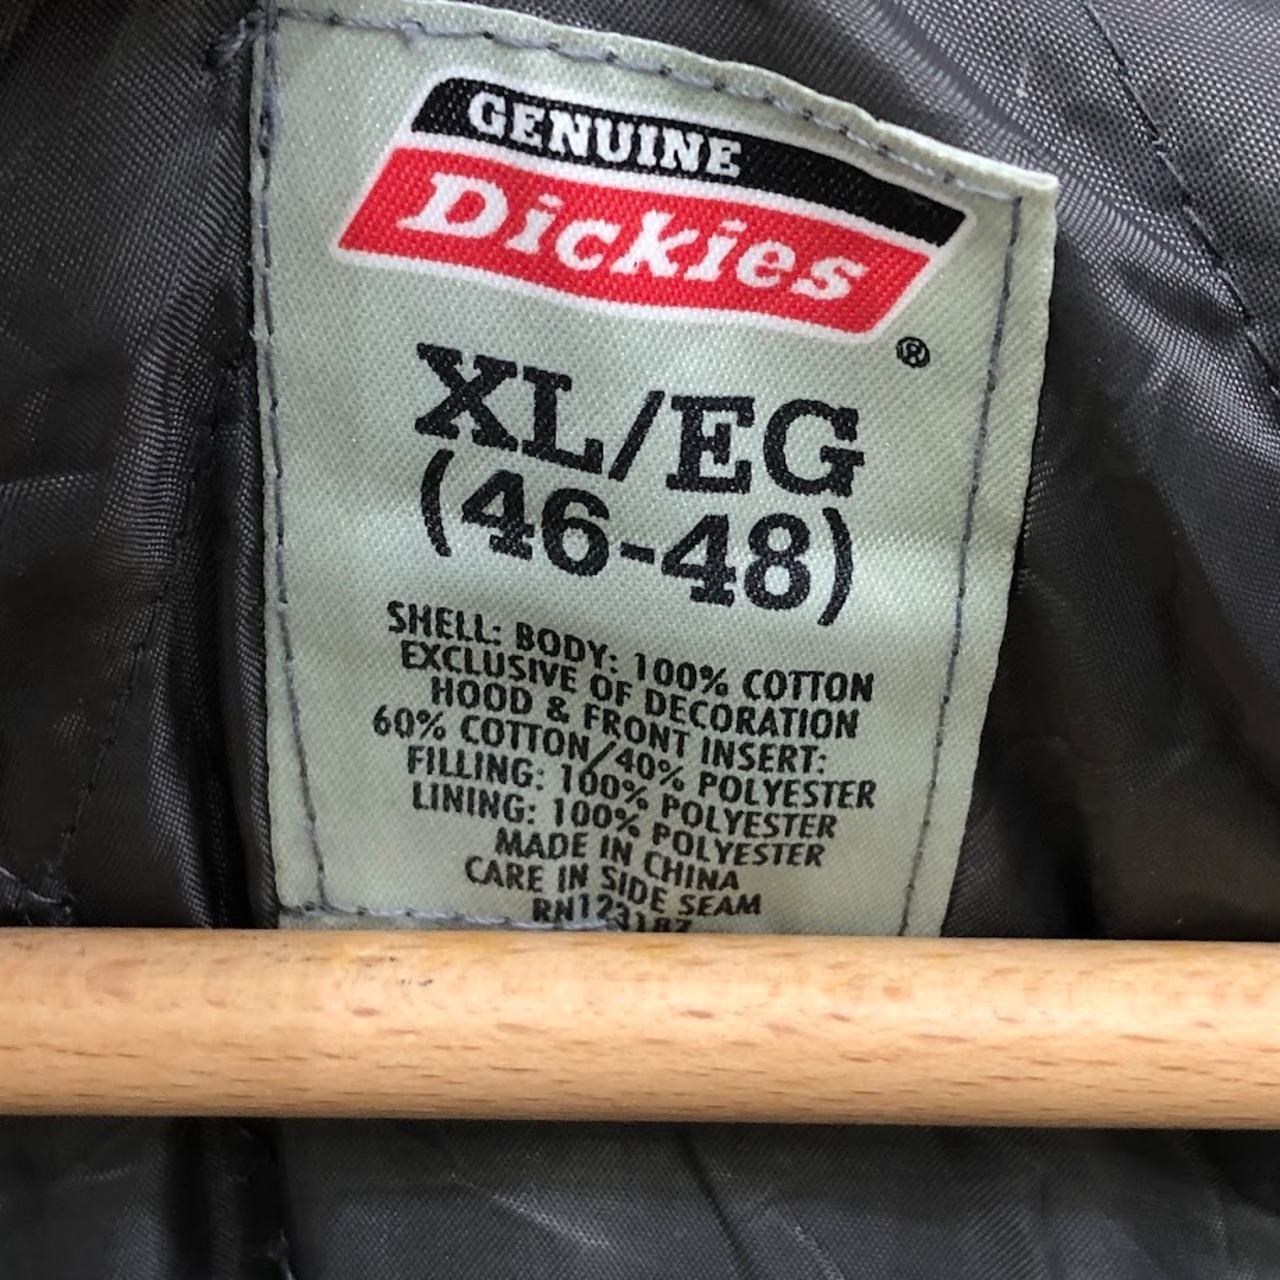 GENUINE
Dickies
®
XL/EG
(46-48)
SHELL: BODY: 100% COTTON
EXCLUSIVE OF DECORATION
HOOD & FRONT INSERT:
60% COTTON/40% POLYESTER
FILLING: 100% POLYESTER
LINING: 100% POLYESTER
MADE IN CHINA
CARE IN SIDE SEAM